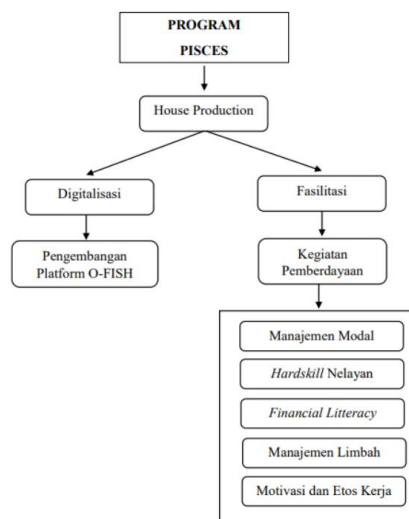 PROGRAM
PISCES
House Production
Digitalisasi
Fasilitasi
Pengembangan
Platform O-FISH
Kegiatan
Pemberdayaan
Manajemen Modal
Hardskill Nelayan
Financial Litteracy
Manajemen Limbah
Motivasi dan Etos Kerja